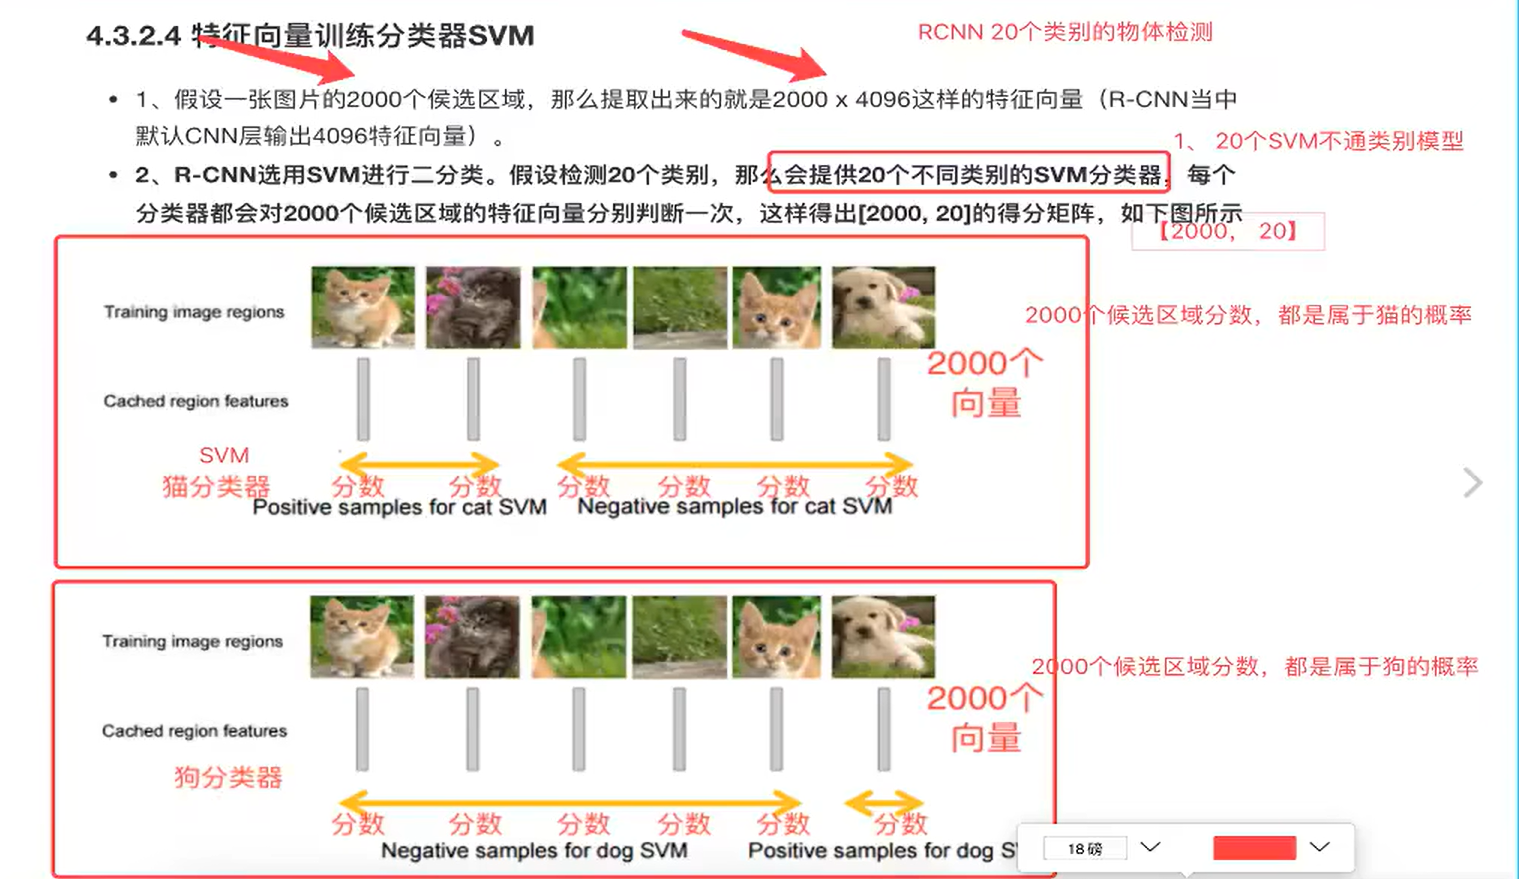 4.3.2.4 特征向量训练分类器SVM
RCNN 20个类别的物体检测
• 1、假设一张图片的2000个侯选区域，那么提取出来的就是2000 x 4096这样的特征向量（R-CNN当中
默认CNN层输出4096特征向量）。
1、 20个SVM不通类别模型
• 2、R-CNN选用SVM进行二分类。假设检测20个类别，那么会提供20个不同类别的SVM分类器，每个
分类器都会对2000个候选区域的特征向量分别判断一次，这样得出[2000, 20]的得分矩阵，如下图所示
【2000， 20】
Training image regions
2000个候选区域分数，都是属于猫的概率
2000个
向量
Cached region features
SVM
猫分类器
分数 分数 分数 分数 分数 分数
Positive samples for cat SVM Negative samples for cat SVM
Training image regions
2000个候选区域分数，都是属于狗的概率
2000个
向量
Cached region features
狗分类器
分数 分数 分数 分数 分数 分数
Negative samples for dog SVM Positive samples for dog
18 磅